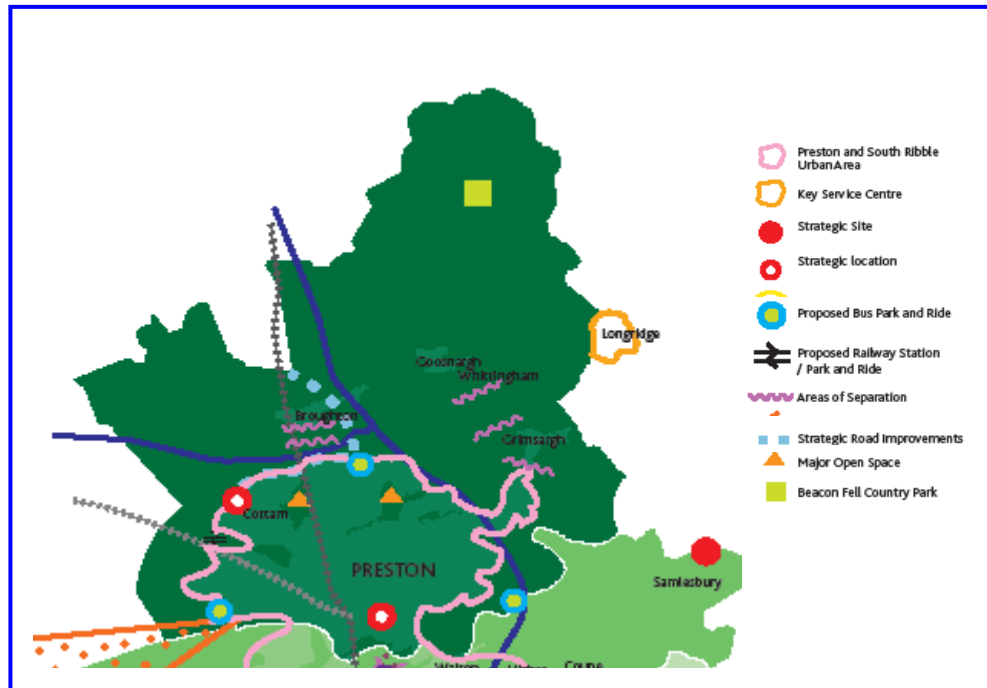 Preston and South Ribble
Urban Area
Key Service Centre
Strategic Site
Strategic location
Proposed Bus Park and Ride
Proposed Railway Station
/ Park and Ride
Areas of Separation
Strategic Road Improvements
Major Open Space
Beacon Fell Country Park
Longridge
Goosnargh
Whittingham
Broughton
Grimsargh
Cottam
PRESTON
Samlesbury